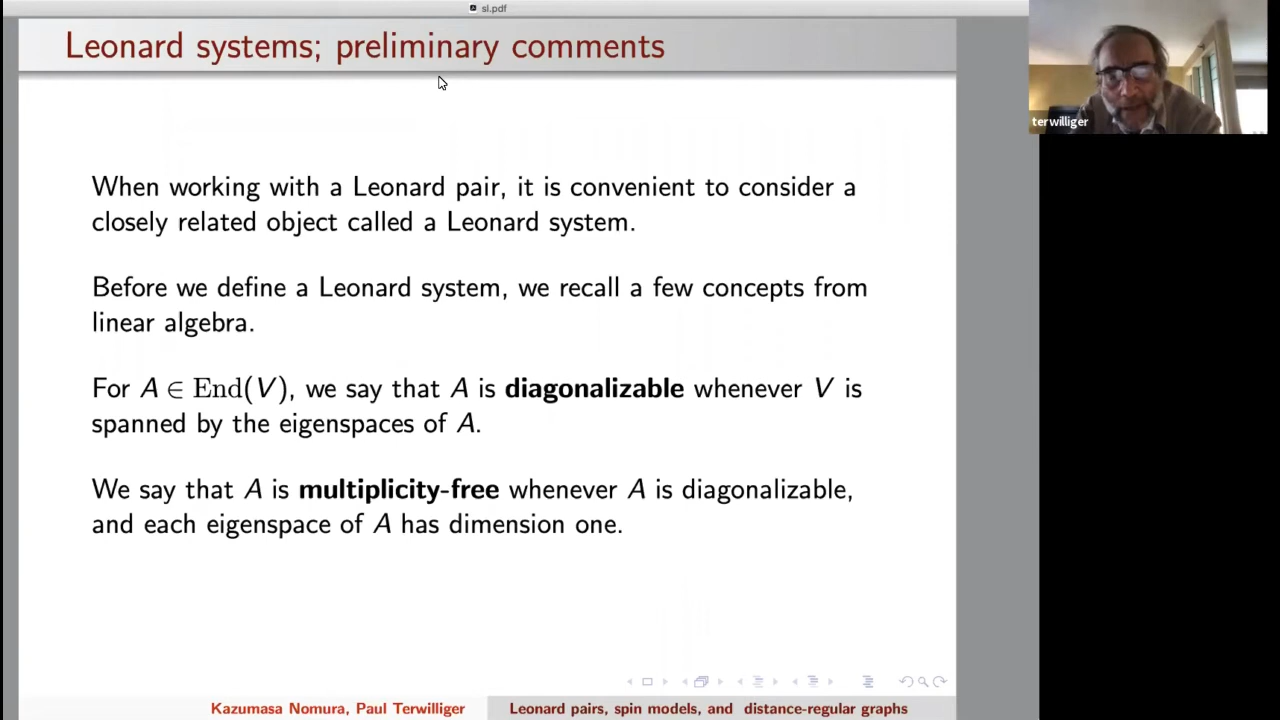 sl.pdf
Leonard systems; preliminary comments
terwilliger
When working with a Leonard pair, it is convenient to consider a
closely related object called a Leonard system.
Before we define a Leonard system, we recall a few concepts from
linear algebra.
For A ∈ End(V), we say that A is diagonalizable whenever V is
spanned by the eigenspaces of A.
We say that A is multiplicity-free whenever A is diagonalizable,
and each eigenspace of A has dimension one.
Kazumasa Nomura, Paul Terwilliger
Leonard pairs, spin models, and distance-regular graphs